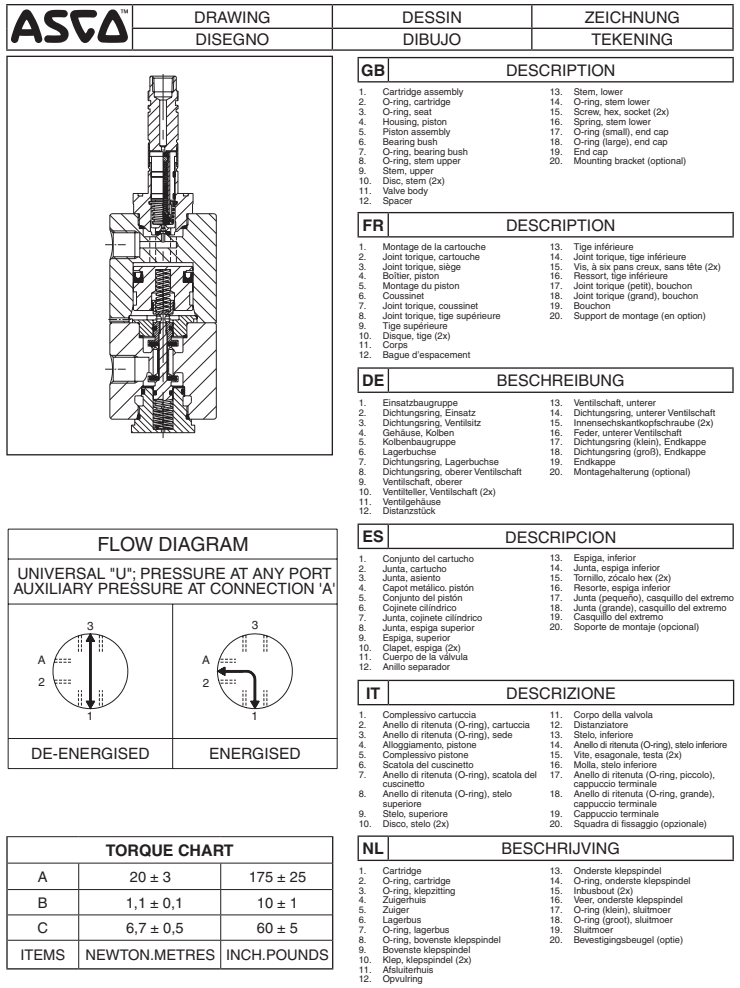 ASCO™
DRAWING DESSIN ZEICHNUNG
DISEGNO DIBUJO TEKENING
GB DESCRIPTION
1. Cartridge assembly
2. O-ring, cartridge
3. O-ring, seat
4. Housing, piston
5. Piston assembly
6. Bearing bush
7. O-ring, bearing bush
8. O-ring, stem upper
9. Stem, upper
10. Disc, stem (2x)
11. Valve body
12. Spacer
13. Stem, lower
14. O-ring, stem lower
15. Screw, hex, socket (2x)
16. Spring, stem lower
17. O-ring (small), end cap
18. O-ring (large), end cap
19. End cap
20. Mounting bracket (optional)
FR DESCRIPTION
1. Montage de la cartouche
2. Joint torique, cartouche
3. Joint torique, siège
4. Boîtier, piston
5. Montage du piston
6. Coussinet
7. Joint torique, coussinet
8. Joint torique, tige supérieure
9. Tige supérieure
10. Disque, tige (2x)
11. Corps
12. Bague d'espacement
13. Tige inférieure
14. Joint torique, tige inférieure
15. Vis, à six pans creux, sans tête (2x)
16. Ressort, tige inférieure
17. Joint torique (petit), bouchon
18. Joint torique (grand), bouchon
19. Bouchon
20. Support de montage (en option)
DE BESCHREIBUNG
1. Einsatzbaugruppe
2. Dichtungsring, Einsatz
3. Dichtungsring, Ventilsitz
4. Gehäuse, Kolben
5. Kolbenbaugruppe
6. Lagerbuchse
7. Dichtungsring, Lagerbuchse
8. Dichtungsring, oberer Ventilschaft
9. Ventilschaft, oberer
10. Ventilteller, Ventilschaft (2x)
11. Ventilgehäuse
12. Distanzstück
13. Ventilschaft, unterer
14. Dichtungsring, unterer Ventilschaft
15. Innensechskantkopfschraube (2x)
16. Feder, unterer Ventilschaft
17. Dichtungsring (klein), Endkappe
18. Dichtungsring (groß), Endkappe
19. Endkappe
20. Montagehalterung (optional)
FLOW DIAGRAM
UNIVERSAL "U"; PRESSURE AT ANY PORT
AUXILIARY PRESSURE AT CONNECTION 'A'
3
A
2
1
3
A
2
1
DE-ENERGISED ENERGISED
ES DESCRIPCION
1. Conjunto del cartucho
2. Junta, cartucho
3. Junta, asiento
4. Capot metálico. pistón
5. Conjunto del pistón
6. Cojinete cilíndrico
7. Junta, cojinete cilíndrico
8. Junta, espiga superior
9. Espiga, superior
10. Clapet, espiga (2x)
11. Cuerpo de la válvula
12. Anillo separador
13. Espiga, inferior
14. Junta, espiga inferior
15. Tornillo, zócalo hex (2x)
16. Resorte, espiga inferior
17. Junta (pequeño), casquillo del extremo
18. Junta (grande), casquillo del extremo
19. Casquillo del extremo
20. Soporte de montaje (opcional)
IT DESCRIZIONE
1. Complessivo cartuccia
2. Anello di ritenuta (O-ring), cartuccia
3. Anello di ritenuta (O-ring), sede
4. Alloggiamento, pistone
5. Complessivo pistone
6. Scatola del cuscinetto
7. Anello di ritenuta (O-ring), scatola del
cuscinetto
8. Anello di ritenuta (O-ring), stelo
superiore
9. Stelo, superiore
10. Disco, stelo (2x)
11. Corpo della valvola
12. Distanziatore
13. Stelo, inferiore
14. Anello di ritenuta (O-ring), stelo inferiore
15. Vite, esagonale, testa (2x)
16. Molla, stelo inferiore
17. Anello di ritenuta (O-ring, piccolo),
cappuccio terminale
18. Anello di ritenuta (O-ring, grande),
cappuccio terminale
19. Cappuccio terminale
20. Squadra di fissaggio (opzionale)
TORQUE CHART
A 20 ± 3 175 ± 25
B 1,1 ± 0,1 10 ± 1
C 6,7 ± 0,5 60 ± 5
ITEMS NEWTON.METRES INCH.POUNDS
NL BESCHRIJVING
1. Cartridge
2. O-ring, cartridge
3. O-ring, klepzitting
4. Zuigerhuis
5. Zuiger
6. Lagerbus
7. O-ring, lagerbus
8. O-ring, bovenste klepspindel
9. Bovenste klepspindel
10. Klep, klepspindel (2x)
11. Afsluiterhuis
12. Opvulring
13. Onderste klepspindel
14. O-ring, onderste klepspindel
15. Inbusbout (2x)
16. Veer, onderste klepspindel
17. O-ring (klein), sluitmoer
18. O-ring (groot), sluitmoer
19. Sluitmoer
20. Bevestigingsbeugel (optie)